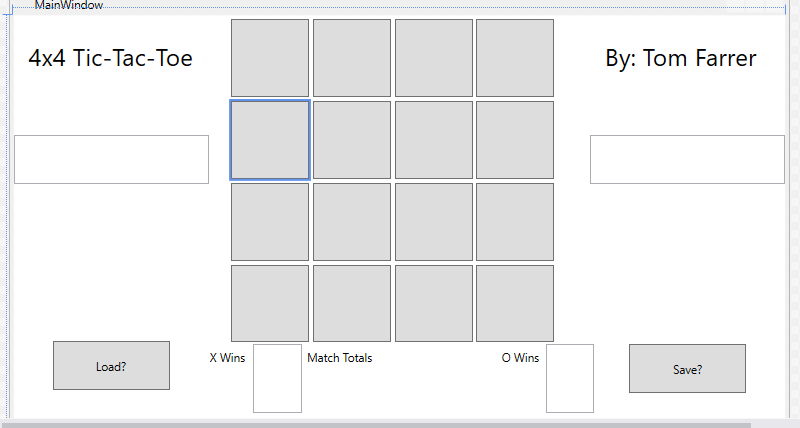 MainWindow
4x4 Tic-Tac-Toe
By: Tom Farrer
Load?
X Wins
Match Totals
O Wins
Save?